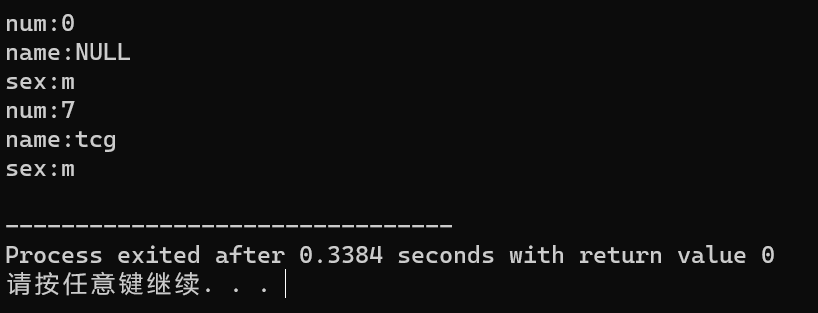 num:0
name:NULL
sex:m
num:7
name:tcg
sex:m
--------------------------------
Process exited after 0.3384 seconds with return value 0
请按任意键继续. . .